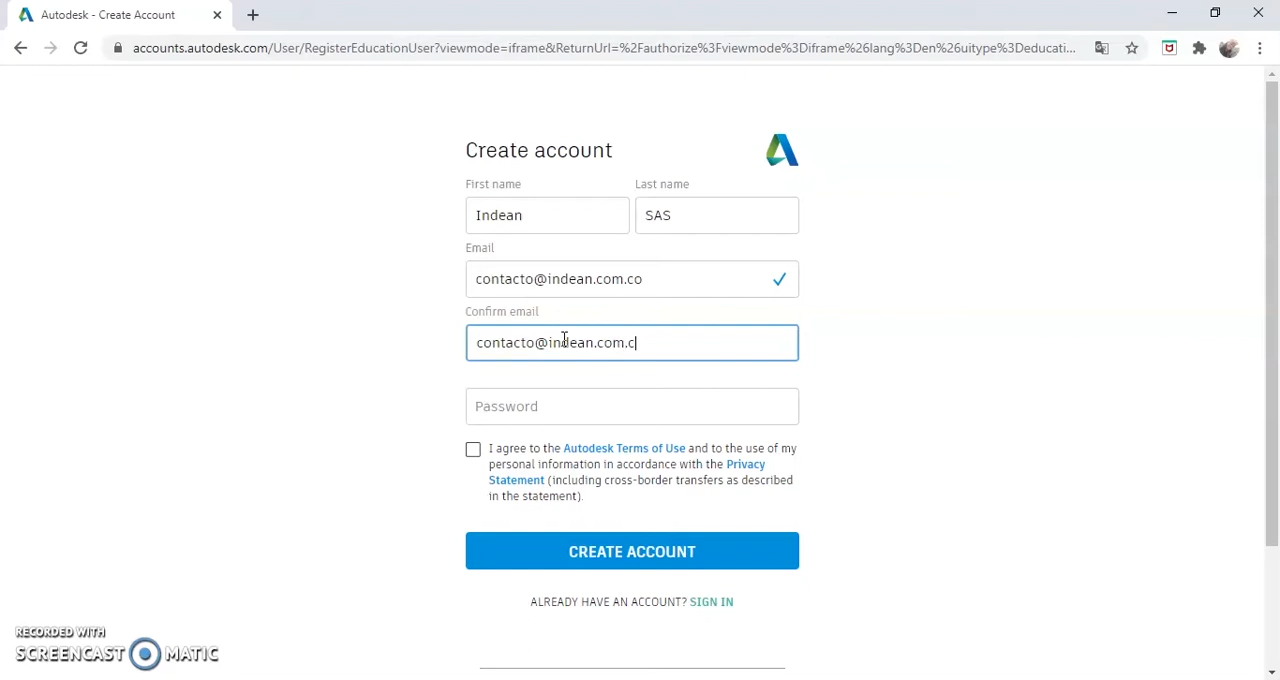 Autodesk - Create Account
accounts.autodesk.com/User/RegisterEducationUser?viewmode=iframe&ReturnUrl=%2Fauthorize%3Fviewmode%3Diframe%26lang%3Den%26uitype%3Deducati...
Create account
First name Last name
Indean SAS
Email
contacto@indean.com.co
Confirm email
contacto@indean.com.c
Password
I agree to the Autodesk Terms of Use and to the use of my
personal information in accordance with the Privacy
Statement (including cross-border transfers as described
in the statement).
CREATE ACCOUNT
ALREADY HAVE AN ACCOUNT? SIGN IN
RECORDED WITH
SCREENCAST MATIC